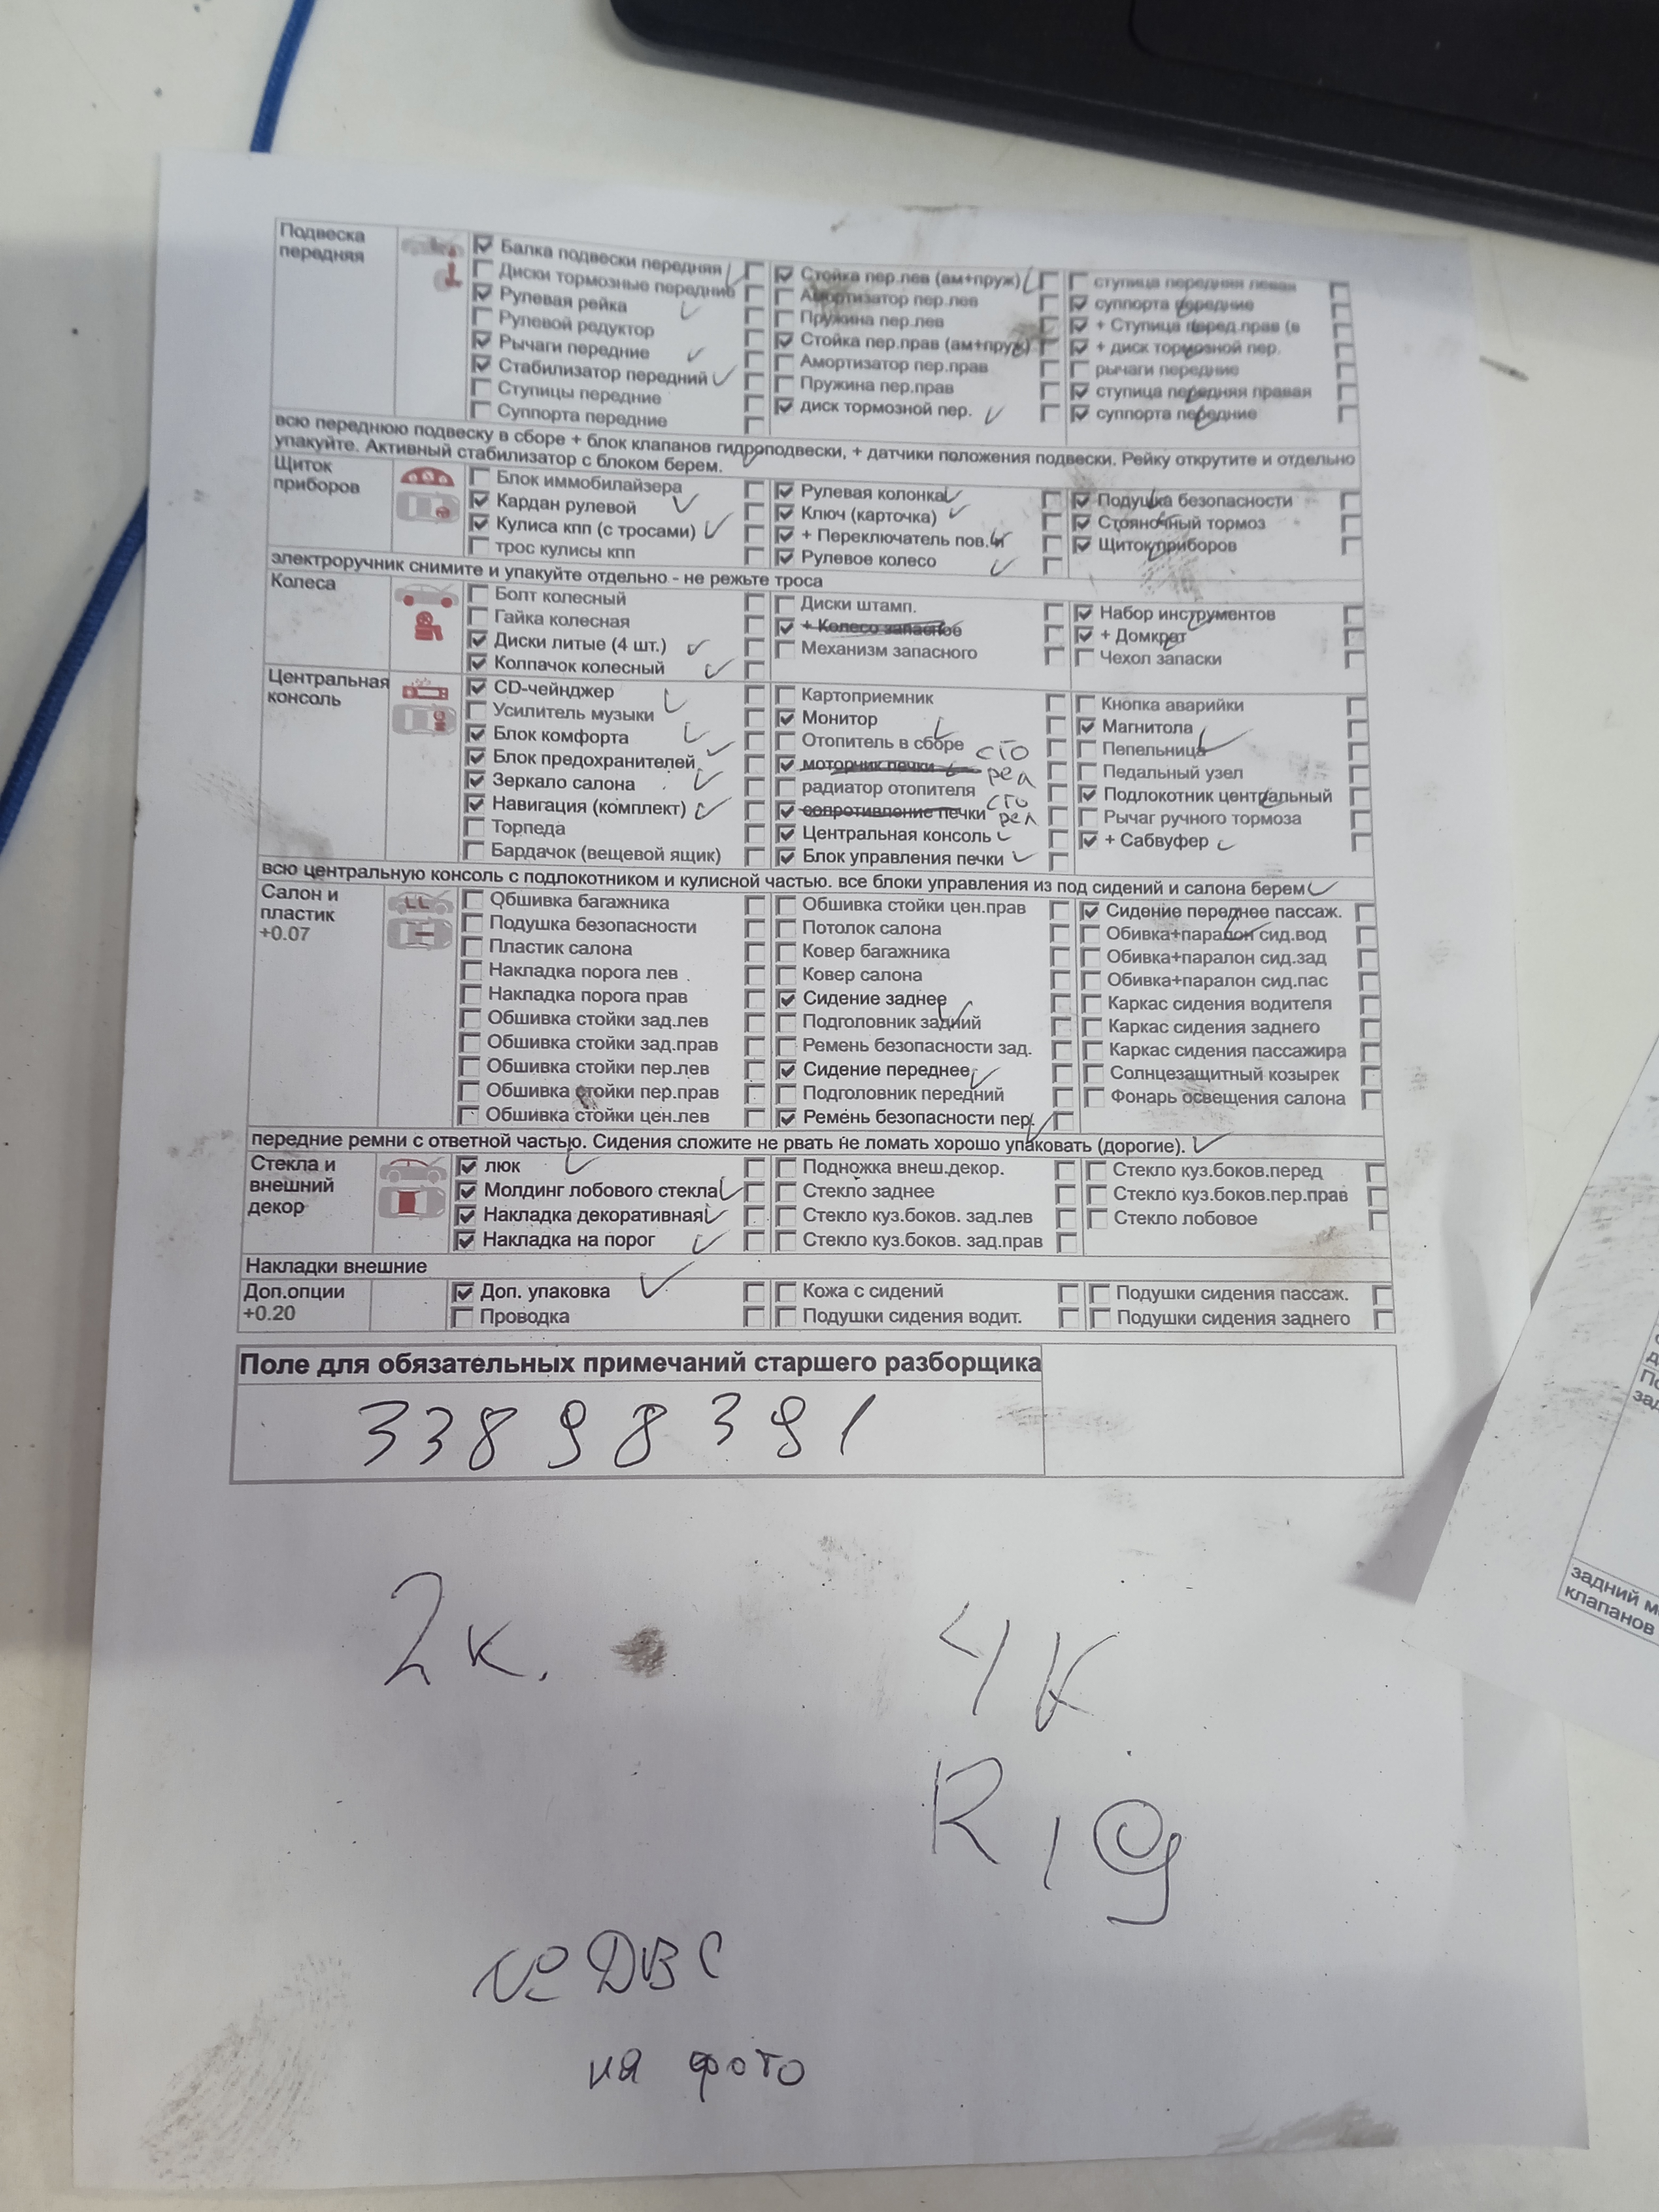 Подвеска передняя
Балка подвески передняя
Диски тормозные передние
Рулевая рейка
Рулевой редуктор
Рычаги передние
Стабилизатор передний
Ступицы передние
Суппорта передние
Стойка пер.лев (ам+пруж)
Амортизатор пер.лев
Пружина пер.лев
Стойка пер.прав (ам+пруж)
Амортизатор пер.прав
Пружина пер.прав
диск тормозной пер.
ступица передняя левая
суппорта передние
+ Ступица перед.прав (в
+ диск тормозной пер.
рычаги передние
ступица передняя правая
суппорта передние
всю переднюю подвеску в сборе + блок клапанов гидроподвески, + датчики положения подвески. Рейку открутите и отдельно
упакуйте. Активный стабилизатор с блоком берем.
Щиток приборов
Блок иммобилайзера
Кардан рулевой
Кулиса кпп (с тросами)
трос кулисы кпп
Рулевая колонка
Ключ (карточка)
+ Переключатель пов.
Рулевое колесо
Подушка безопасности
Стояночный тормоз
Щиток приборов
электроручник снимите и упакуйте отдельно - не режьте троса
Колеса
Болт колесный
Гайка колесная
Диски литые (4 шт.)
Колпачок колесный
Диски штамп.
+ Колесо запасное
Механизм запасного
Набор инструментов
+ Домкрат
Чехол запаски
Центральная консоль
CD-чейнджер
Усилитель музыки
Блок комфорта
Блок предохранителей
Зеркало салона
Навигация (комплект)
Торпеда
Бардачок (вещевой ящик)
Картоприемник
Монитор
Отопитель в сборе
моторчик печки
сто
рел
радиатор отопителя
сопротивление печки
сто
рел
Центральная консоль
Блок управления печки
Кнопка аварийки
Магнитола
Пепельница
Педальный узел
Подлокотник центральный
Рычаг ручного тормоза
+ Сабвуфер
всю центральную консоль с подлокотником и кулисной частью. все блоки управления из под сидений и салона берем
Салон и пластик
+0.07
Обшивка багажника
Подушка безопасности
Пластик салона
Накладка порога лев
Накладка порога прав
Обшивка стойки зад.лев
Обшивка стойки зад.прав
Обшивка стойки пер.лев
Обшивка стойки пер.прав
Обшивка стойки цен.лев
Обшивка стойки цен.прав
Потолок салона
Ковер багажника
Ковер салона
Сидение заднее
Подголовник задний
Ремень безопасности зад.
Сидение переднее
Подголовник передний
Ремень безопасности пер.
Сидение переднее пассаж.
Обивка+паралон сид.вод
Обивка+паралон сид.зад
Обивка+паралон сид.пас
Каркас сидения водителя
Каркас сидения заднего
Каркас сидения пассажира
Солнцезащитный козырек
Фонарь освещения салона
передние ремни с ответной частью. Сидения сложите не рвать не ломать хорошо упаковать (дорогие).
Стекла и внешний декор
люк
Молдинг лобового стекла
Накладка декоративная
Накладка на порог
Подножка внеш.декор.
Стекло заднее
Стекло куз.боков. зад.лев
Стекло куз.боков. зад.прав
Стекло куз.боков.перед
Стекло куз.боков.пер.прав
Стекло лобовое
Накладки внешние
Доп.опции
+0.20
Доп. упаковка
Проводка
Кожа с сидений
Подушки сидения водит.
Подушки сидения пассаж.
Подушки сидения заднего
Поле для обязательных примечаний старшего разборщика
33898391
2к.
4К
R19
№ ДВС
на фото
задний
клапанов